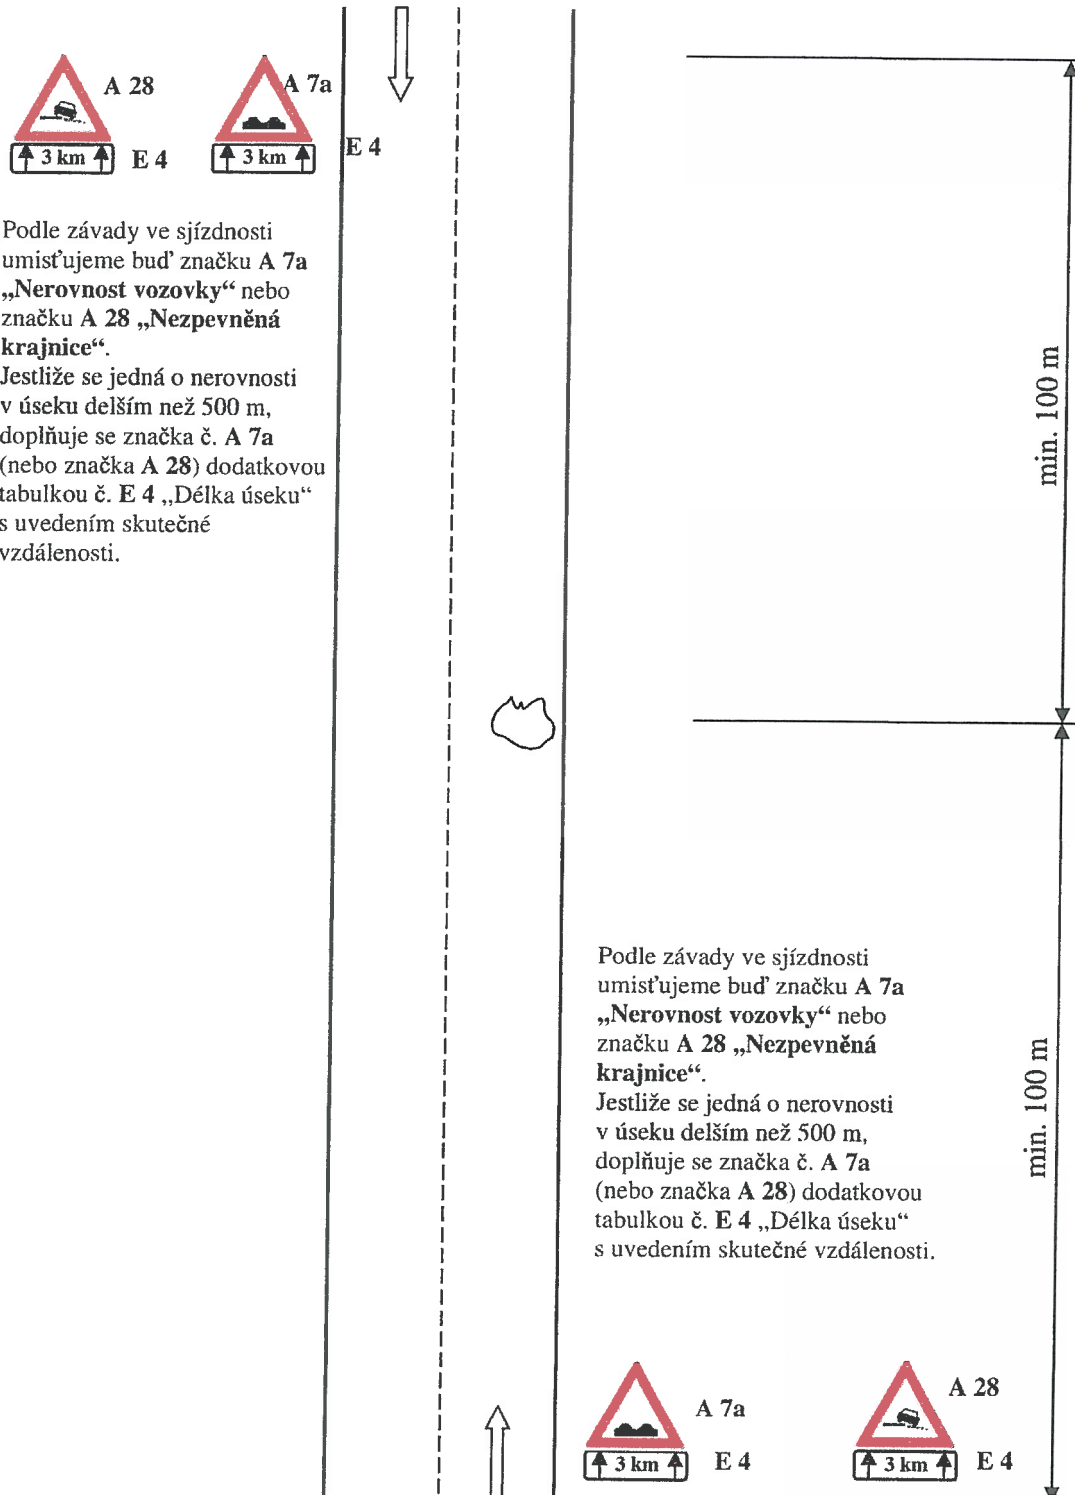 A 28
A 7a
3 km
E 4
3 km
E 4
Podle závady ve sjízdnosti
umisťujeme buď značku A 7a
„Nerovnost vozovky“ nebo
značku A 28 „Nezpevněná
krajnice“.
Jestliže se jedná o nerovnosti
v úseku delším než 500 m,
doplňuje se značka č. A 7a
(nebo značka A 28) dodatkovou
tabulkou č. E 4 „Délka úseku“
s uvedením skutečné
vzdálenosti.
min. 100 m
Podle závady ve sjízdnosti
umisťujeme buď značku A 7a
„Nerovnost vozovky“ nebo
značku A 28 „Nezpevněná
krajnice“.
Jestliže se jedná o nerovnosti
v úseku delším než 500 m,
doplňuje se značka č. A 7a
(nebo značka A 28) dodatkovou
tabulkou č. E 4 „Délka úseku“
s uvedením skutečné vzdálenosti.
min. 100 m
A 7a
A 28
3 km
E 4
3 km
E 4